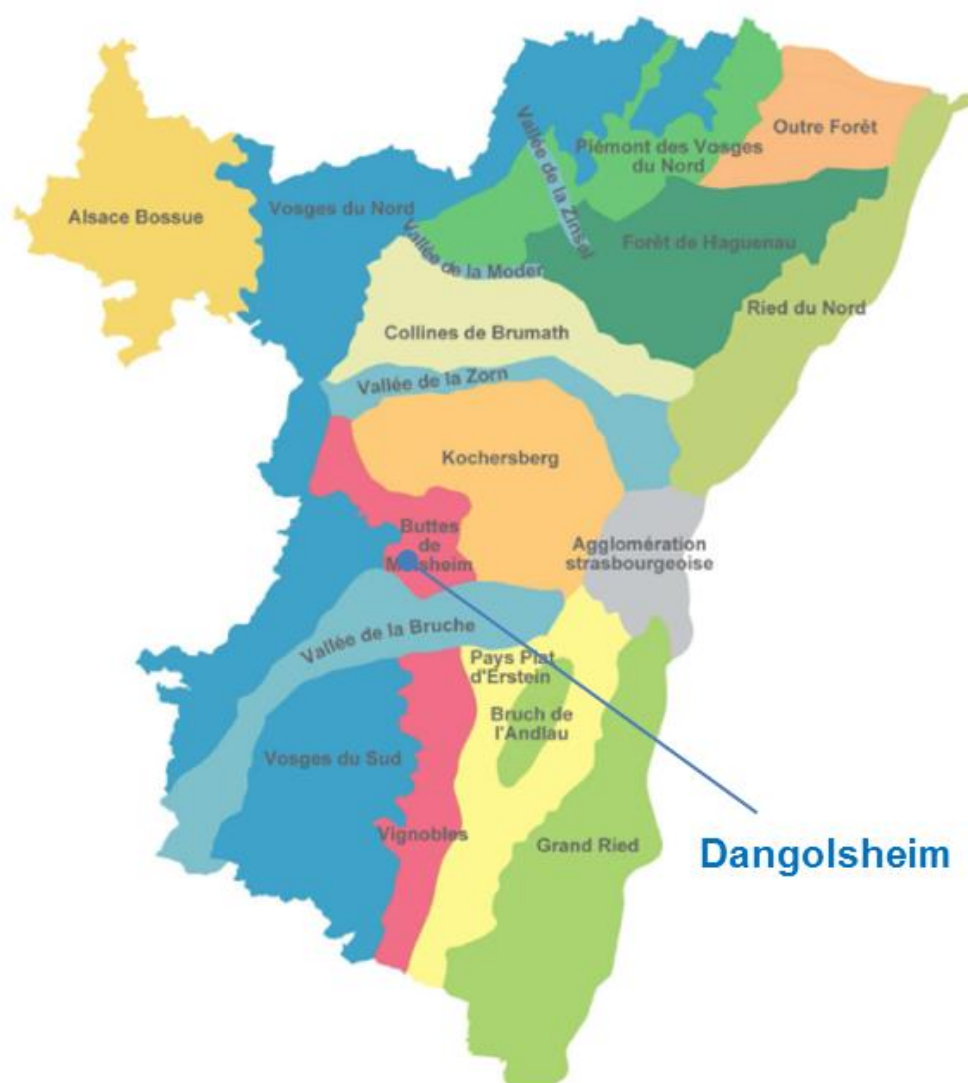 Outre Forêt
Vallée de la Zinsel
Piémont des Vosges
du Nord
Alsace Bossue
Vosges du Nord
Forêt de Haguenau
Vallée de la Moder
Ried du Nord
Collines de Brumath
Vallée de la Zorn
Kochersberg
Buttes
de
Molsheim
Agglomération
strasbourgeoise
Vallée de la Bruche
Pays Plat
d'Erstein
Bruch de
l'Andlau
Vosges du Sud
Vignobles
Grand Ried
Dangolsheim